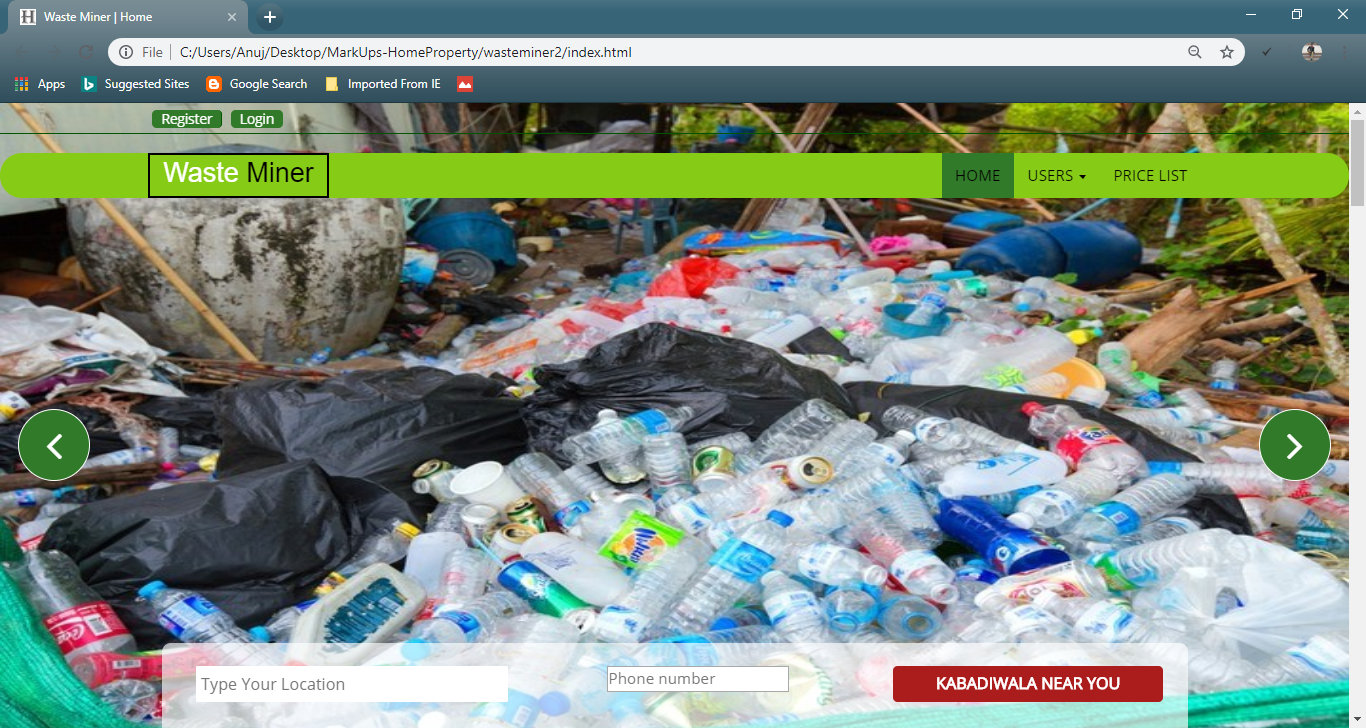 Waste Miner | Home
File
C:/Users/Anuj/Desktop/MarkUps-HomeProperty/wasteminer2/index.html
Apps
Suggested Sites
Google Search
Imported From IE
Register
Login
Waste Miner
HOME
USERS
PRICE LIST
Type Your Location
Phone number
KABADIWALA NEAR YOU